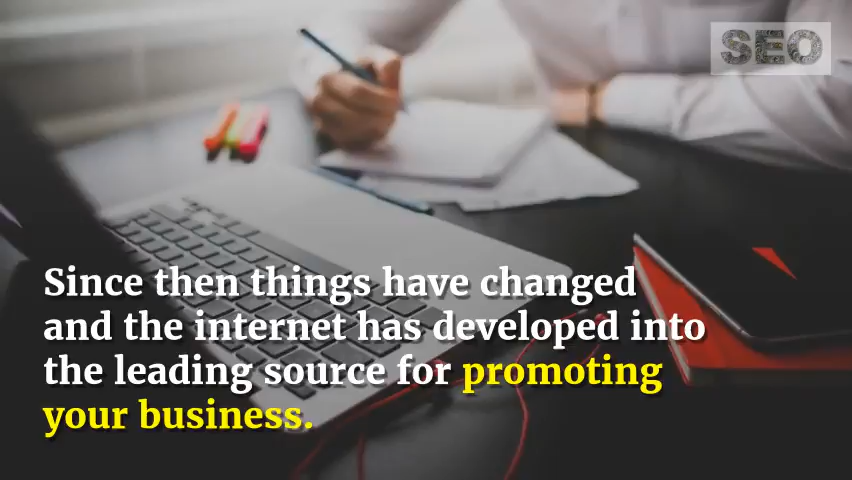 SEO
Since then things have changed
and the internet has developed into
the leading source for promoting
your business.